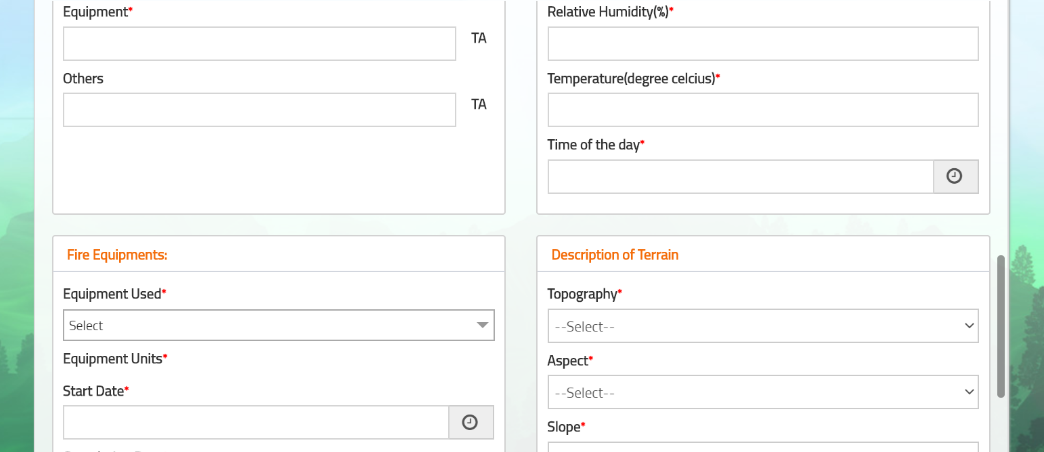 Equipment*
TA
Others
TA
Relative Humidity(%)*
Temperature(degree celcius)*
Time of the day*
Fire Equipments:
Equipment Used*
Select
Equipment Units*
Start Date*
Description of Terrain
Topography*
--Select--
Aspect*
--Select--
Slope*